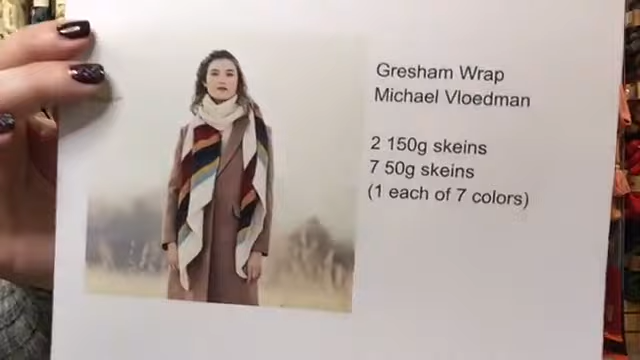 Gresham Wrap
Michael Vloedman
2 150g skeins
7 50g skeins
(1 each of 7 colors)